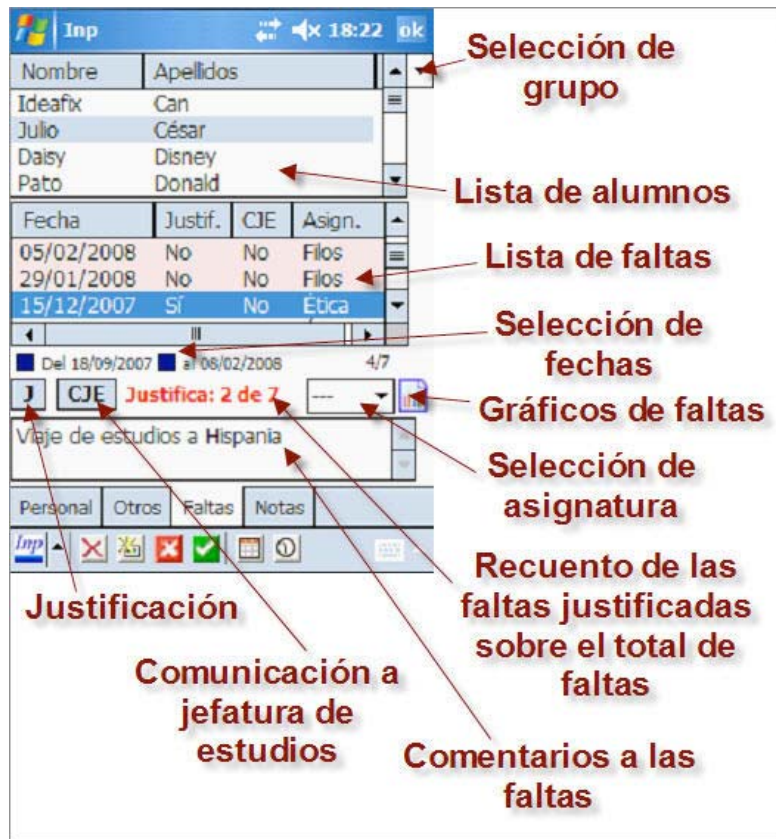 Inp 18:22 ok
Selección de
grupo
Nombre Apellidos
Ideafix Can
Julio César
Daisy Disney
Pato Donald
Lista de alumnos
Fecha Justif. CJE Asign.
05/02/2008 No No Filos
29/01/2008 No No Filos
15/12/2007 Sí No Ética
Lista de faltas
Selección de
fechas
Del 18/09/2007 al 08/02/2008 4/7
J CJE Justifica: 2 de 7 ---
Gráficos de faltas
Viaje de estudios a Hispania
Selección de
asignatura
Personal Otros Faltas Notas
Inp
Recuento de las
faltas justificadas
sobre el total de
faltas
Justificación
Comunicación a
jefatura de
estudios
Comentarios a las
faltas